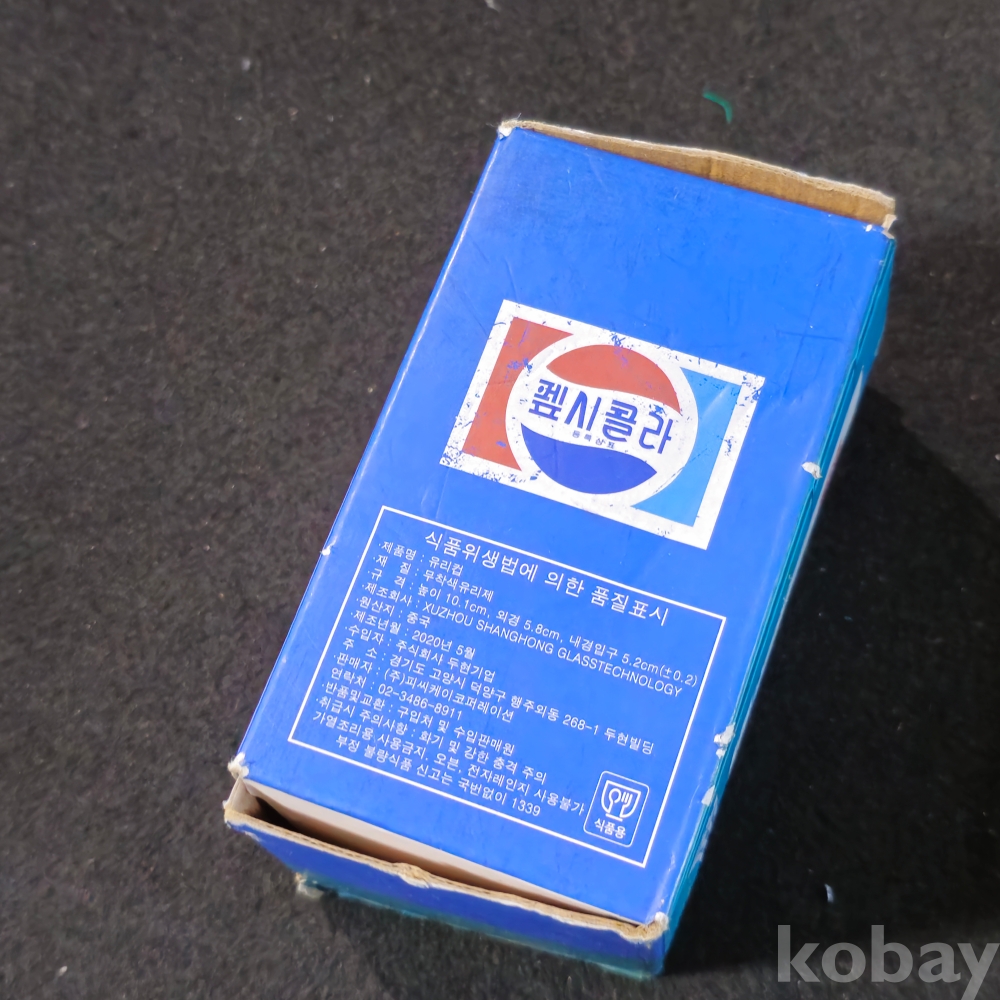 펲시콜라
등록상표
식품위생법에 의한 품질표시
·제품명 : 유리컵
·재 질 : 무착색유리제
·규 격 : 높이 10.1cm, 외경 5.8cm, 내경입구 5.2cm(±0.2)
·제조회사 : XUZHOU SHANGHONG GLASSTECHNOLOGY
·원산지 : 중국
·제조년월 : 2020년 5월
·수입자 : 주식회사 두현기업
·주 소 : 경기도 고양시 덕양구 행주외동 268-1 두현빌딩
·판매자 : (주)피씨케이코퍼레이션
·연락처 : 02-3486-8911
·반품및교환 : 구입처 및 수입판매원
·취급시 주의사항 : 화기 및 강한 충격 주의
가열조리용 사용금지, 오븐, 전자레인지 사용불가
부정 불량식품 신고는 국번없이 1339
식품용
kobay